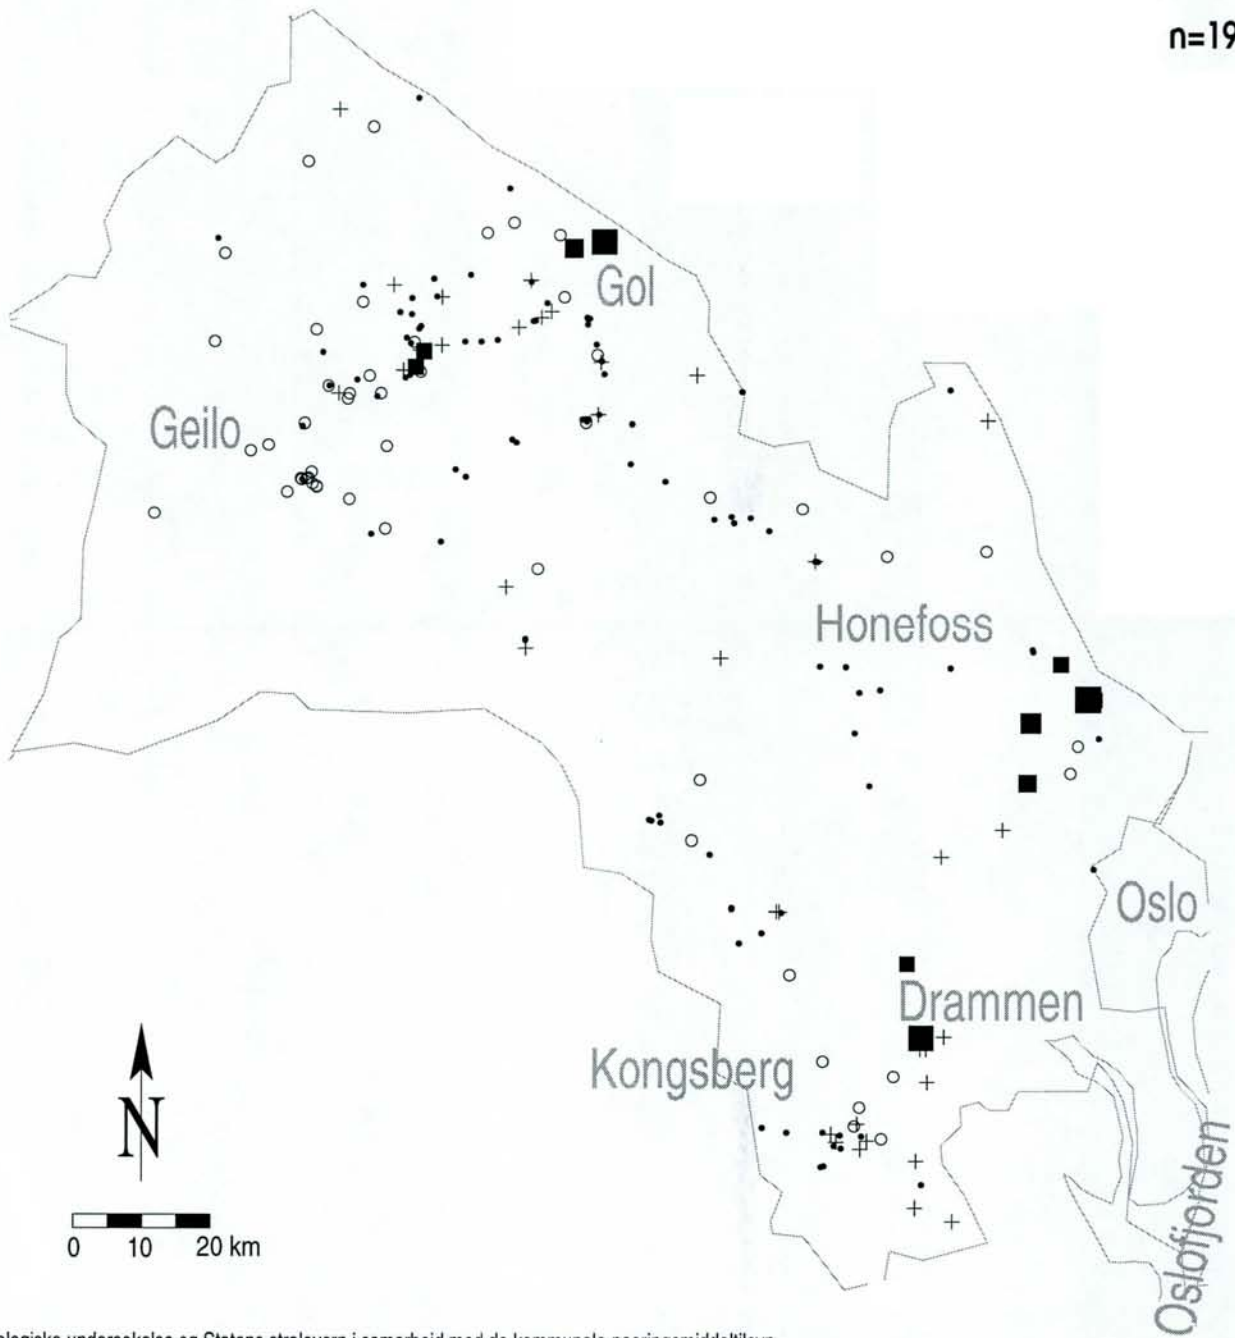 n=19
Gol
Geilo
Honefoss
Oslo
Drammen
Kongsberg
Oslofjorden
N
0 10 20 km